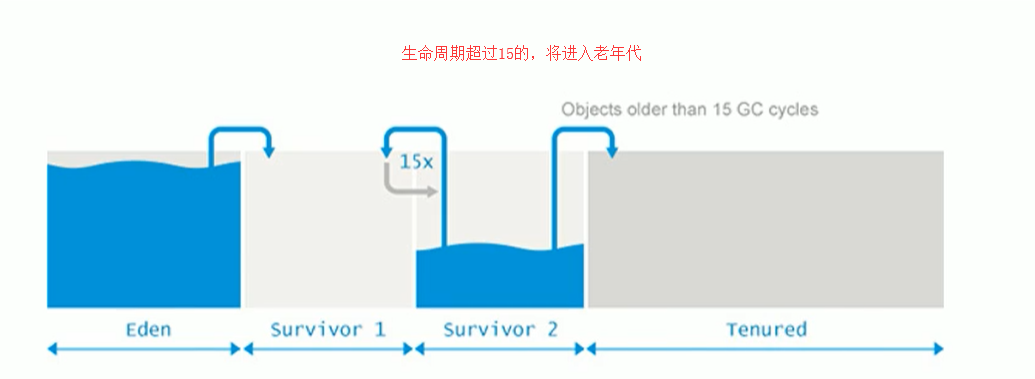 生命周期超过15的，将进入老年代
Objects older than 15 GC cycles
15x
Eden
Survivor 1
Survivor 2
Tenured